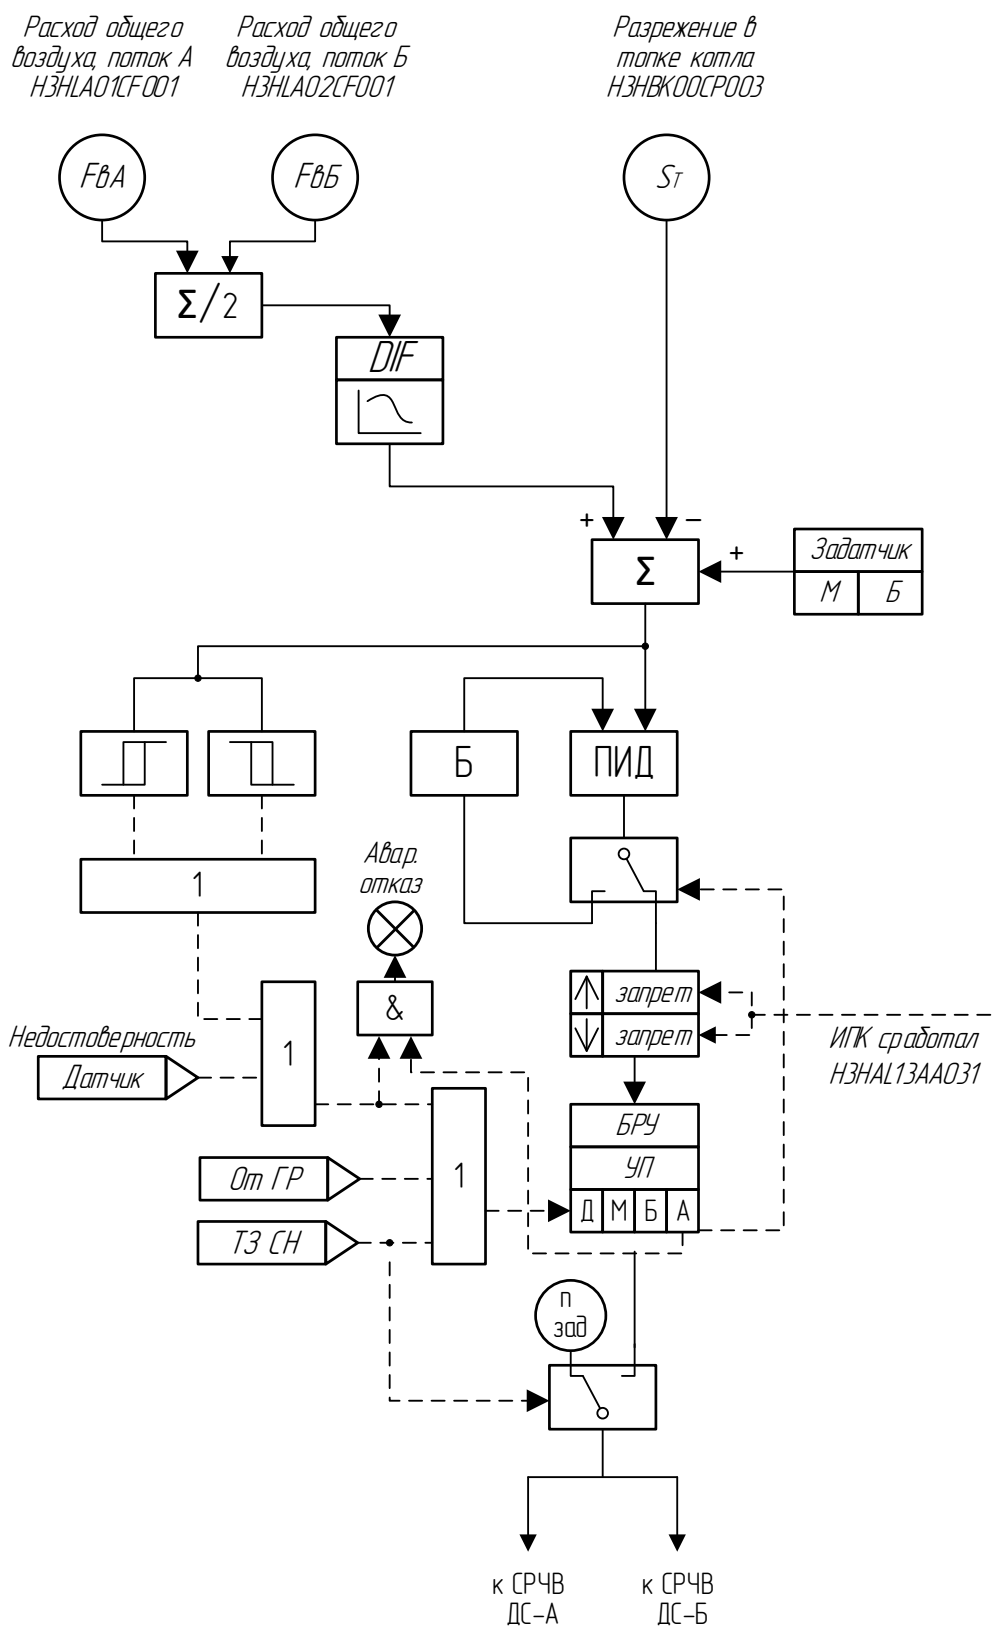 Расход общего
воздуха, поток А
H3HLA01CF001
Расход общего
воздуха, поток Б
H3HLA02CF001
Разрежение в
топке котла
H3HBK00CP003
FвА
FвБ
Sт
Σ/2
DIF
+
−
+
Σ
Задатчик
М
Б
Б
ПИД
1
Авар.
отказ
&
запрет
запрет
ИПК сработал
H3HAL13AA031
Недостоверность
Датчик
1
БРУ
УП
Д
М
Б
А
От ГР
1
ТЗ СН
п
зад
к СРЧВ
ДС-А
к СРЧВ
ДС-Б